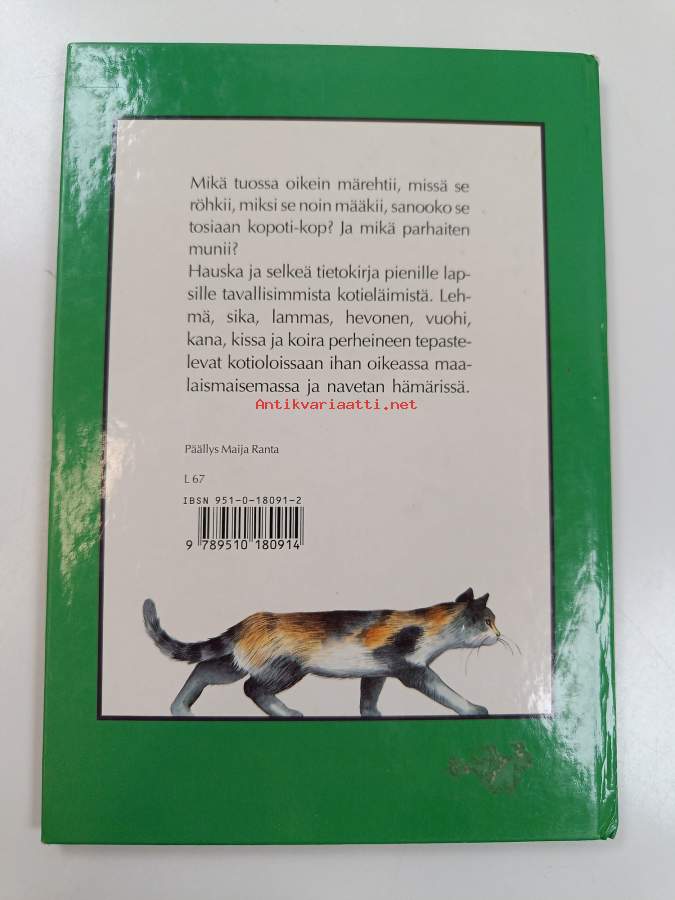 Mikä tuossa oikein märehtii, missä se
röhkii, miksi se noin määkii, sanooko se
tosiaan kopoti-kop? Ja mikä parhaiten
munii?
Hauska ja selkeä tietokirja pienille lap-
sille tavallisimmista kotieläimistä. Leh-
mä, sika, lammas, hevonen, vuohi,
kana, kissa ja koira perheineen tepaste-
levat kotioloissaan ihan oikeassa maa-
laismaisemassa ja navetan hämärissä.
Antikvariaatti.net
Päällys Maija Ranta
L 67
ISBN 951-0-18091-2
9 789510 180914